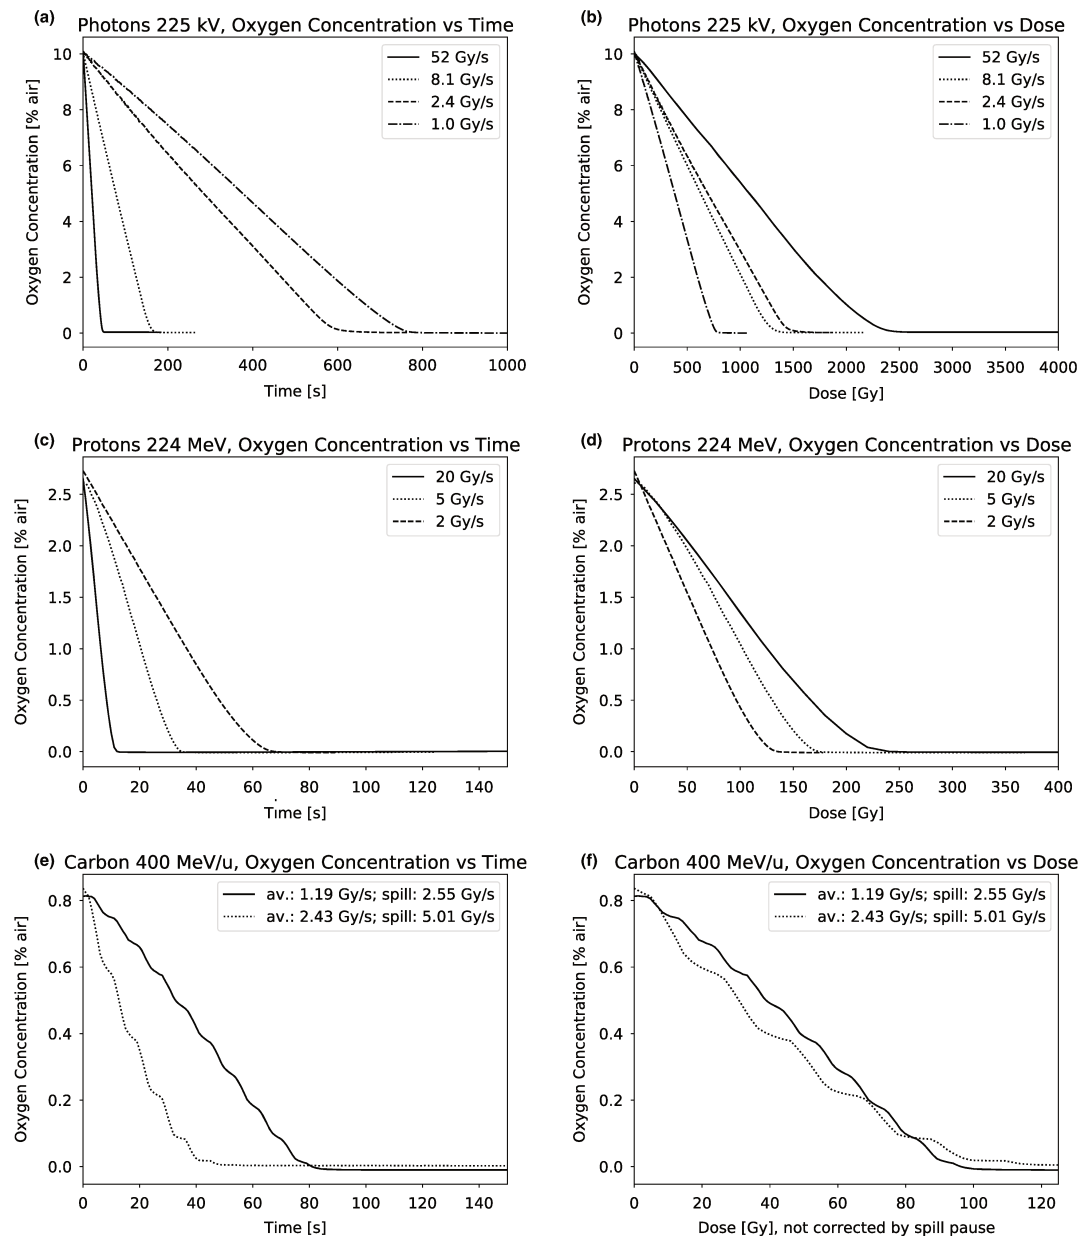 (a) Photons 225 kV, Oxygen Concentration vs Time
Oxygen Concentration [% air]
10
8
6
4
2
0
52 Gy/s
8.1 Gy/s
2.4 Gy/s
1.0 Gy/s
0 200 400 600 800 1000
Time [s]
(b) Photons 225 kV, Oxygen Concentration vs Dose
Oxygen Concentration [% air]
10
8
6
4
2
0
52 Gy/s
8.1 Gy/s
2.4 Gy/s
1.0 Gy/s
0 500 1000 1500 2000 2500 3000 3500 4000
Dose [Gy]
(c) Protons 224 MeV, Oxygen Concentration vs Time
Oxygen Concentration [% air]
2.5
2.0
1.5
1.0
0.5
0.0
20 Gy/s
5 Gy/s
2 Gy/s
0 20 40 60 80 100 120 140
Time [s]
(d) Protons 224 MeV, Oxygen Concentration vs Dose
Oxygen Concentration [% air]
2.5
2.0
1.5
1.0
0.5
0.0
20 Gy/s
5 Gy/s
2 Gy/s
0 50 100 150 200 250 300 350 400
Dose [Gy]
(e) Carbon 400 MeV/u, Oxygen Concentration vs Time
Oxygen Concentration [% air]
0.8
0.6
0.4
0.2
0.0
av.: 1.19 Gy/s; spill: 2.55 Gy/s
av.: 2.43 Gy/s; spill: 5.01 Gy/s
0 20 40 60 80 100 120 140
Time [s]
(f) Carbon 400 MeV/u, Oxygen Concentration vs Dose
Oxygen Concentration [% air]
0.8
0.6
0.4
0.2
0.0
av.: 1.19 Gy/s; spill: 2.55 Gy/s
av.: 2.43 Gy/s; spill: 5.01 Gy/s
0 20 40 60 80 100 120
Dose [Gy], not corrected by spill pause